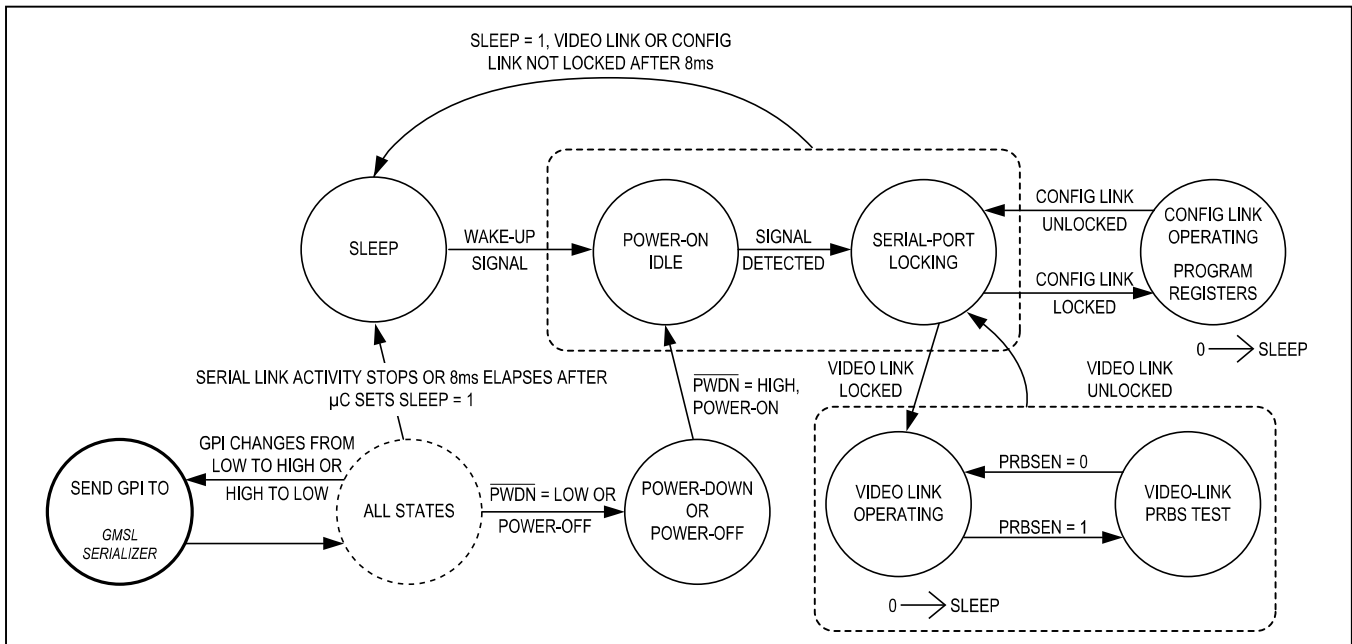 SLEEP = 1, VIDEO LINK OR CONFIG
LINK NOT LOCKED AFTER 8ms
SLEEP
WAKE-UP
SIGNAL
POWER-ON
IDLE
SIGNAL
DETECTED
SERIAL-PORT
LOCKING
CONFIG LINK
UNLOCKED
CONFIG LINK
LOCKED
CONFIG LINK
OPERATING
PROGRAM
REGISTERS
0 → SLEEP
SERIAL LINK ACTIVITY STOPS OR 8ms ELAPSES AFTER
µC SETS SLEEP = 1
PWDN = HIGH,
POWER-ON
VIDEO LINK
LOCKED
VIDEO LINK
UNLOCKED
GPI CHANGES FROM
LOW TO HIGH OR
HIGH TO LOW
SEND GPI TO
GMSL
SERIALIZER
ALL STATES
PWDN = LOW OR
POWER-OFF
POWER-DOWN
OR
POWER-OFF
VIDEO LINK
OPERATING
PRBSEN = 0
PRBSEN = 1
VIDEO-LINK
PRBS TEST
0 → SLEEP